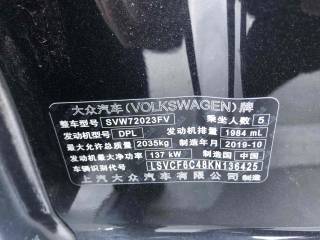 大众汽车(VOLKSWAGEN)牌
整车型号 SVW72023FV 乘坐人数 5
发动机型号 DPL 发动机排量 1984 mL
最大允许总质量 2035kg 制造年月 2019-10
发动机最大净功率 137 kW 制造国 中国
车辆识别代号 LSVCF6C48KN136425
上汽大众汽车有限公司 制造